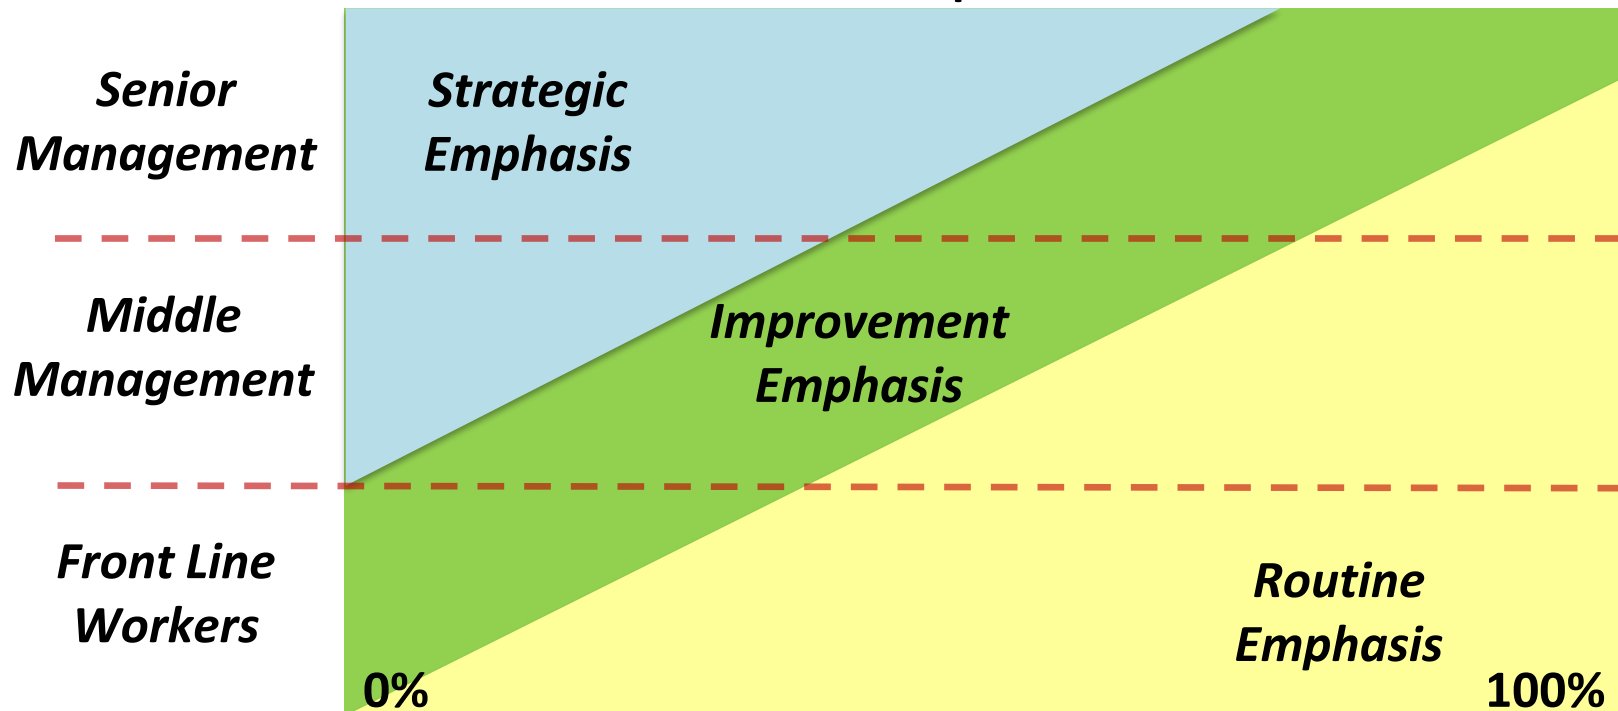 Senior
Management
Strategic
Emphasis
Middle
Management
Improvement
Emphasis
Front Line
Workers
Routine
Emphasis
0%
100%